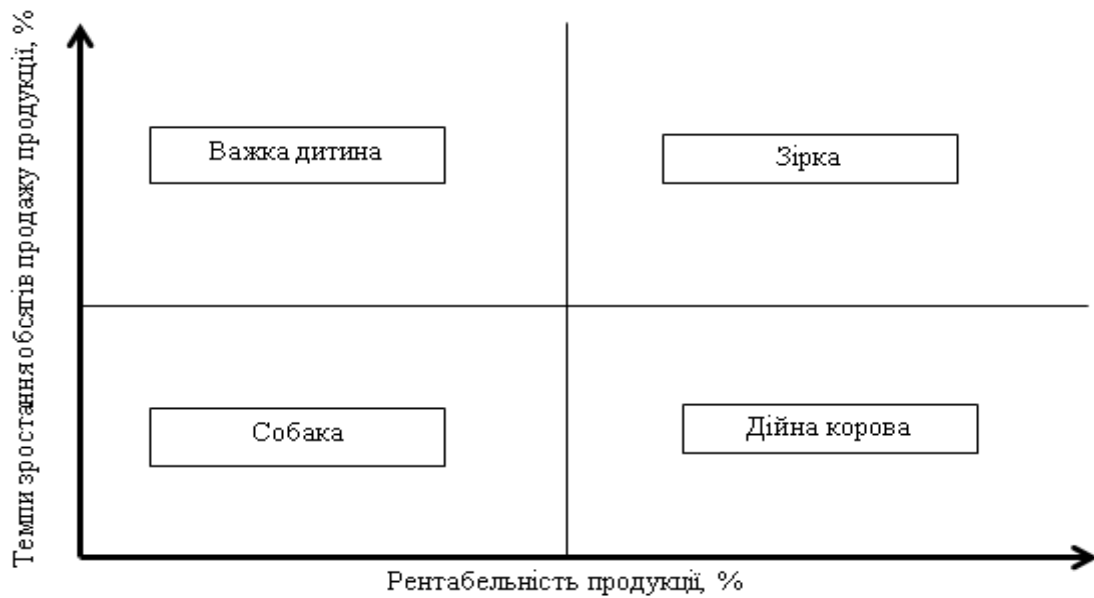 Темпи зростання обсягів продажу продукції, %
Важка дитина
Зірка
Собака
Дійна корова
Рентабельність продукції, %